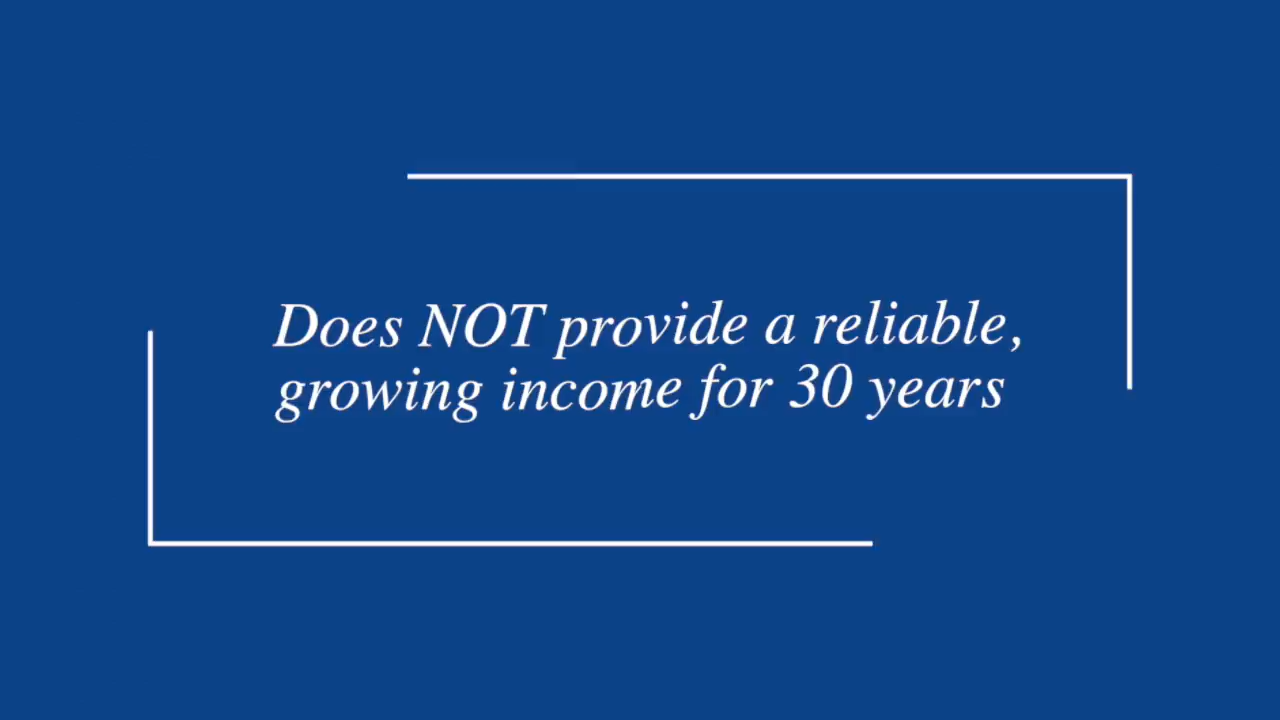 Does NOT provide a reliable,
growing income for 30 years